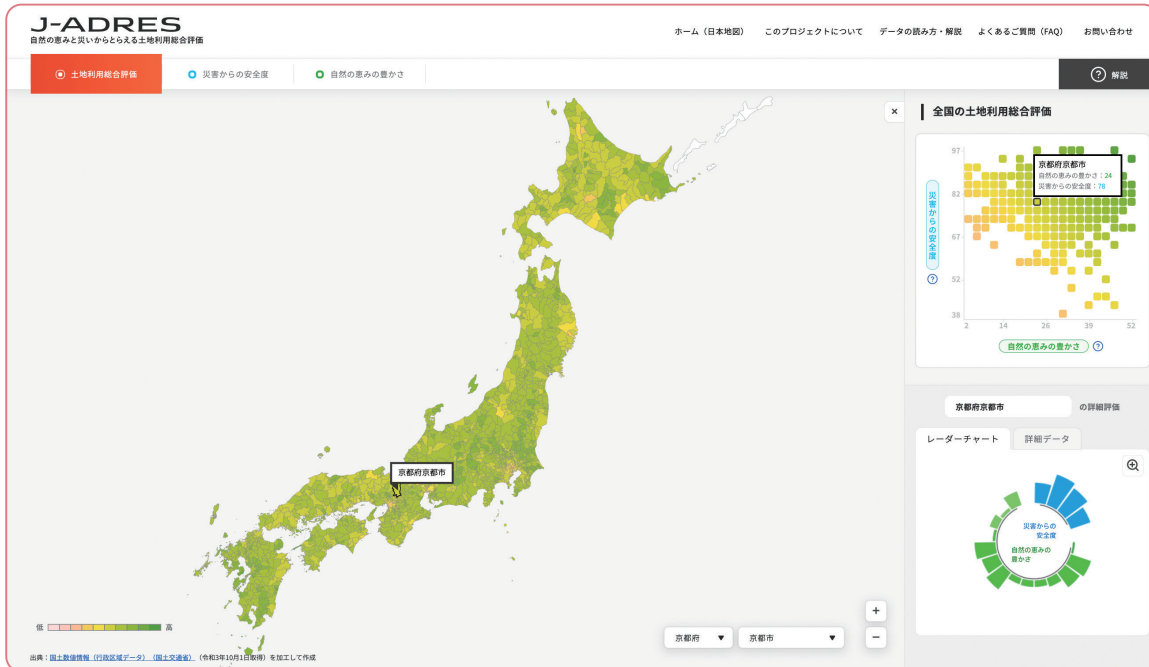 J-ADRES
自然の恵みと災いからとらえる土地利用総合評価
ホーム（日本地図） このプロジェクトについて データの読み方・解説 よくあるご質問（FAQ） お問い合わせ
土地利用総合評価 災害からの安全度 自然の恵みの豊かさ
? 解説
×
全国の土地利用総合評価
97
82
67
52
38
2 14 26 39 52
京都府京都市
自然の恵みの豊かさ：24
災害からの安全度：78
災害からの安全度
?
自然の恵みの豊かさ ?
京都府京都市 の詳細評価
レーダーチャート 詳細データ
災害からの
安全度
自然の恵みの
豊かさ
京都府京都市
+
−
京都府 ▼ 京都市 ▼
低 高
出典：国土数値情報（行政区域データ）（国土交通省）（令和3年10月1日取得）を加工して作成